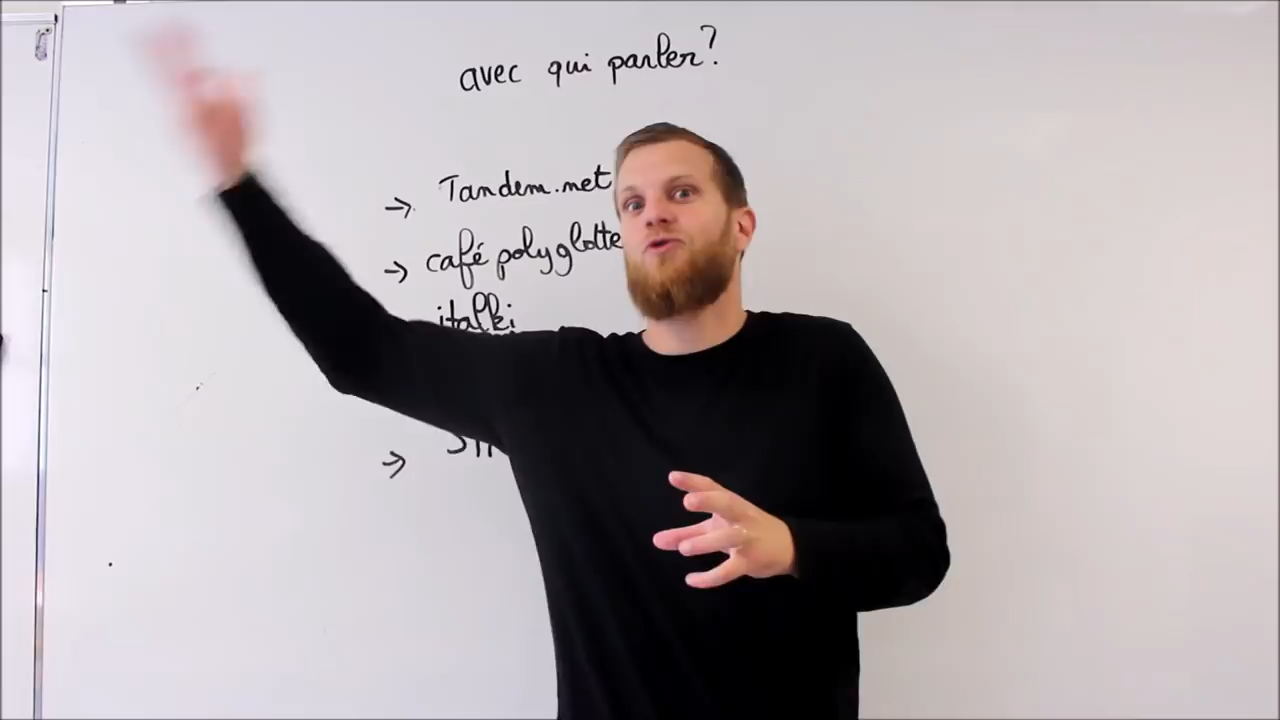 avec qui parler?
→ Tandem.net
→ café polyglotte
italki
→